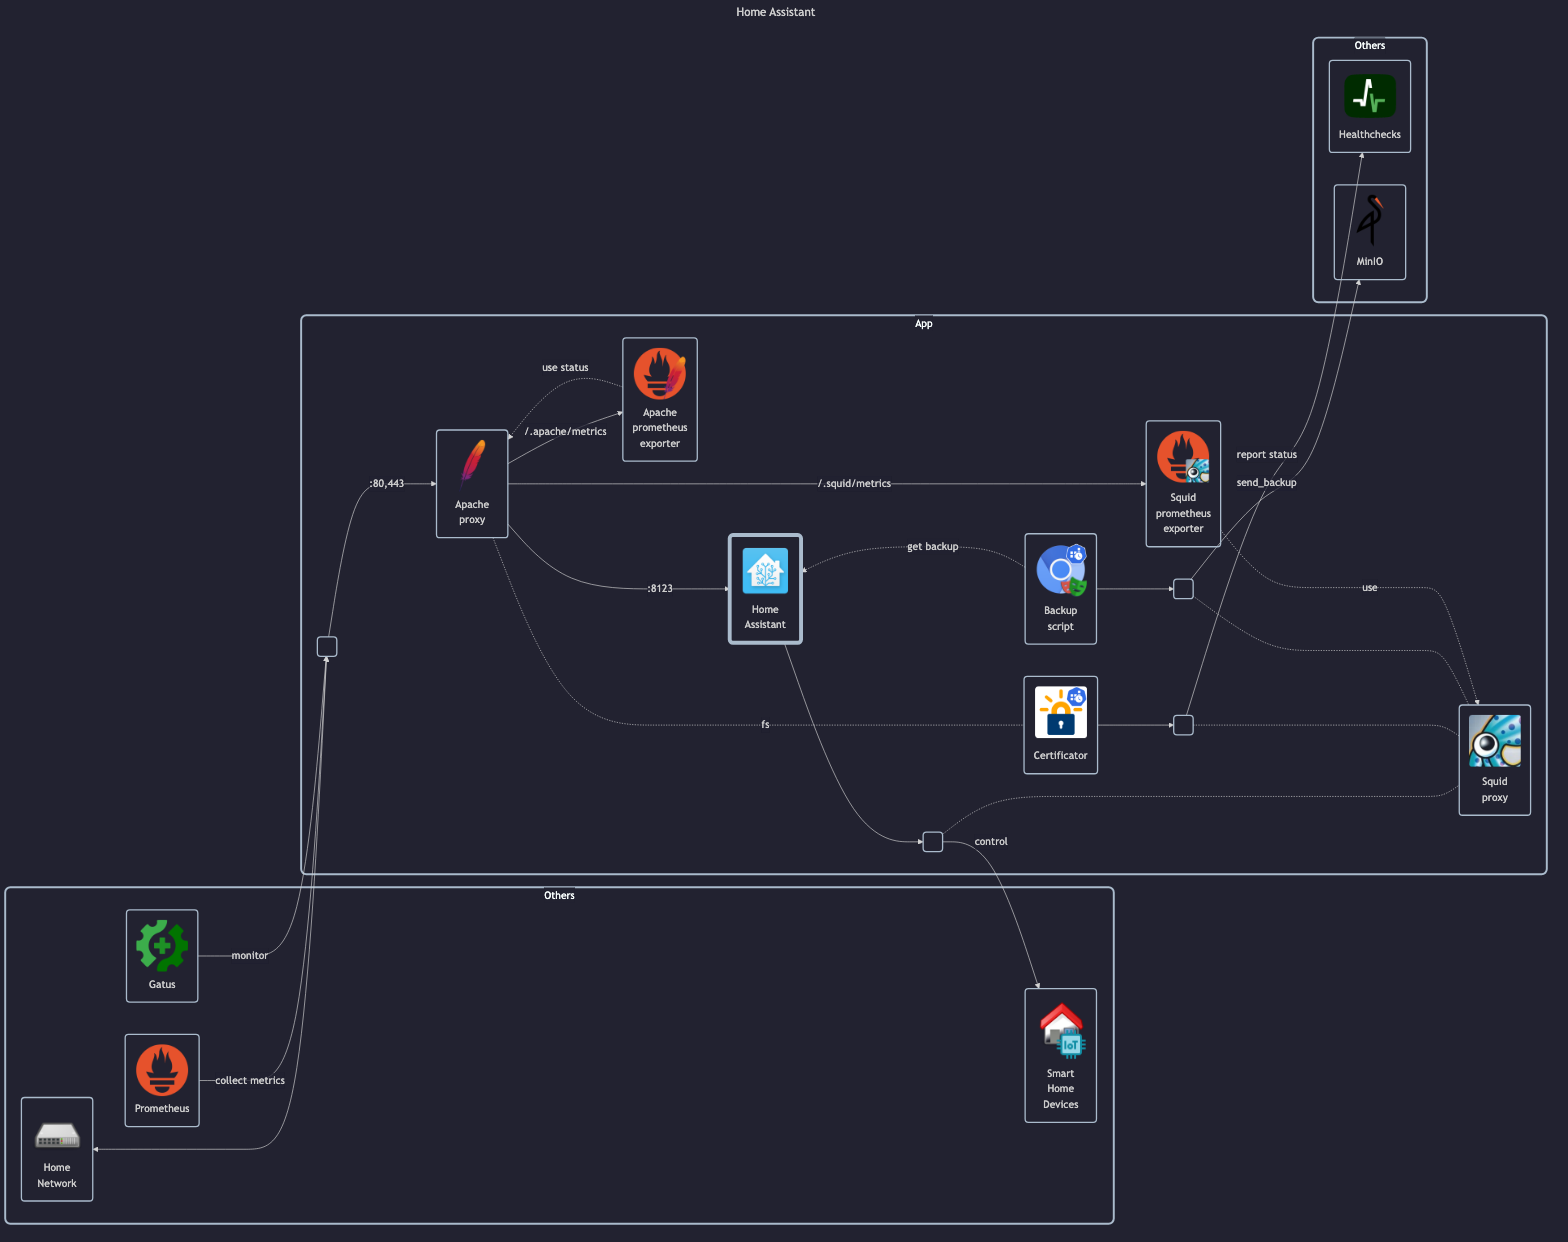 Home Assistant
Others
Healthchecks
MinIO
App
use status
Apache
prometheus
exporter
/.apache/metrics
:80,443
Apache
proxy
/.squid/metrics
Squid
prometheus
exporter
report status
send_backup
get backup
:8123
Home
Assistant
Backup
script
use
fs
Certificator
Squid
proxy
control
Others
Gatus
monitor
Prometheus
collect metrics
Home
Network
IoT
Smart
Home
Devices